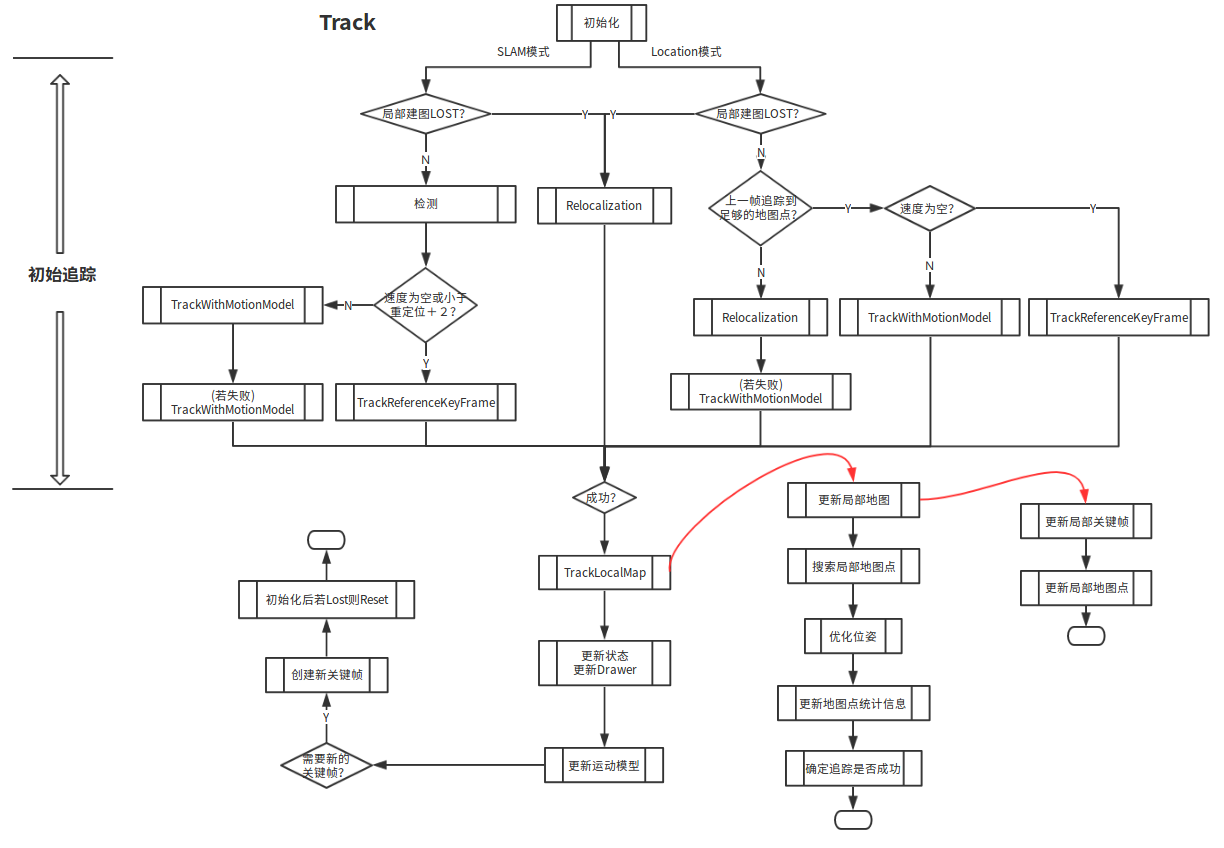 Track
初始化
SLAM模式
Location模式
局部建图LOST?
Y
Y
局部建图LOST?
N
N
检测
Relocalization
上一帧追踪到
足够的地图点?
Y
速度为空?
Y
初始追踪
TrackWithMotionModel
N
速度为空或小于
重定位+2?
N
N
Relocalization
TrackWithMotionModel
TrackReferenceKeyFrame
Y
(若失败)
TrackWithMotionModel
TrackReferenceKeyFrame
(若失败)
TrackWithMotionModel
成功?
更新局部地图
更新局部关键帧
TrackLocalMap
搜索局部地图点
更新局部地图点
初始化后若Lost则Reset
优化位姿
更新状态
更新Drawer
创建新关键帧
更新地图点统计信息
Y
需要新的
关键帧?
更新运动模型
确定追踪是否成功